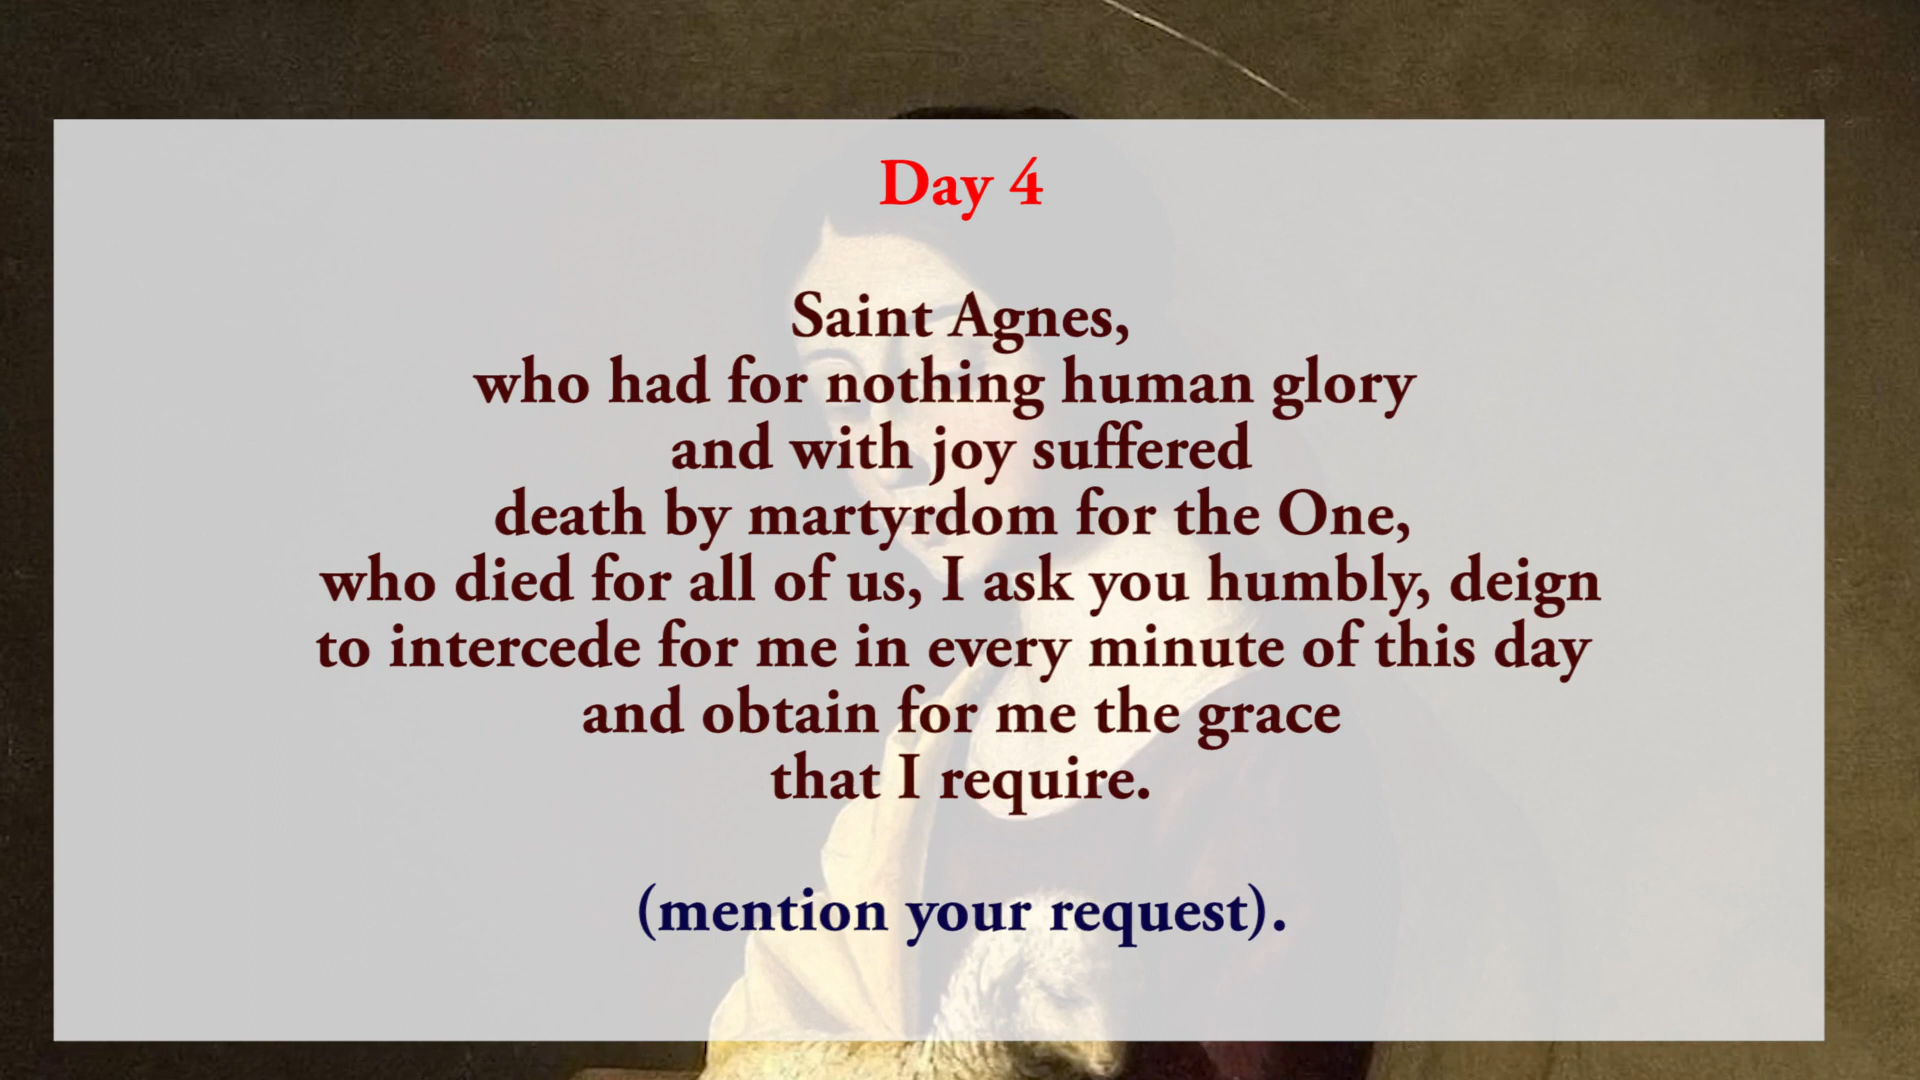 Day 4
Saint Agnes,
who had for nothing human glory
and with joy suffered
death by martyrdom for the One,
who died for all of us, I ask you humbly, deign
to intercede for me in every minute of this day
and obtain for me the grace
that I require.
(mention your request).